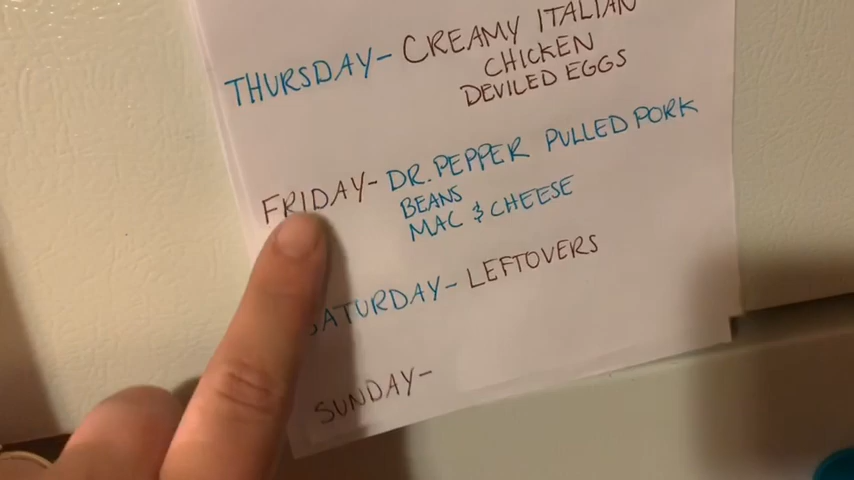 THURSDAY- CREAMY ITALIAN
CHICKEN
DEVILED EGGS
FRIDAY- DR. PEPPER PULLED PORK
BEANS
MAC & CHEESE
SATURDAY- LEFTOVERS
SUNDAY-